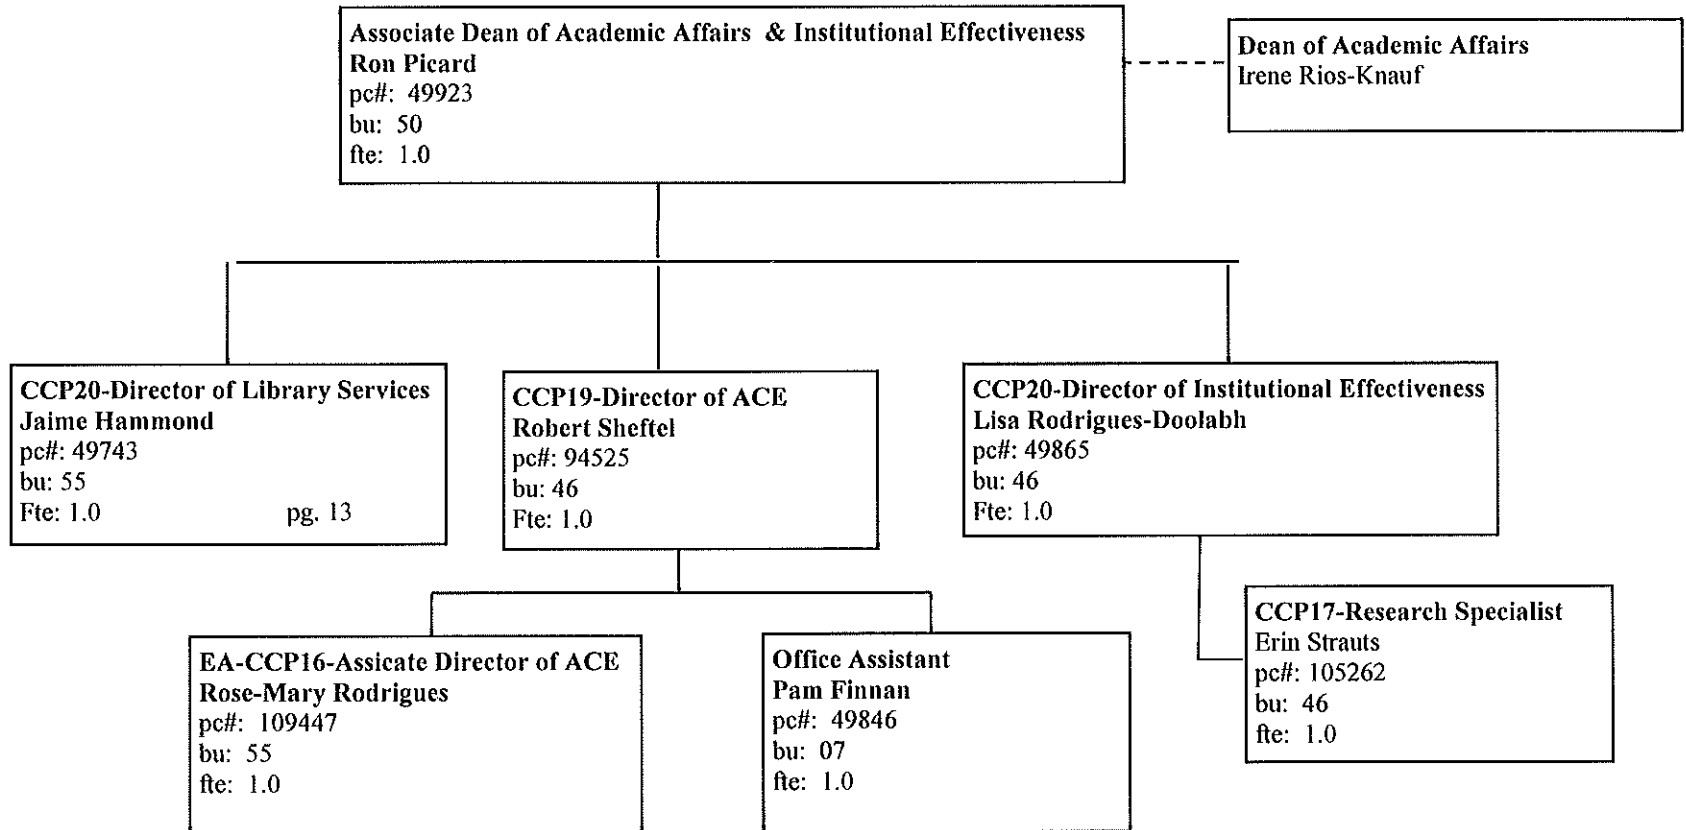 Associate Dean of Academic Affairs & Institutional Effectiveness
Ron Picard
pc#: 49923
bu: 50
fte: 1.0
Dean of Academic Affairs
Irene Rios-Knauf
CCP20-Director of Library Services
Jaime Hammond
pc#: 49743
bu: 55
Fte: 1.0 pg. 13
CCP19-Director of ACE
Robert Sheftel
pc#: 94525
bu: 46
Fte: 1.0
CCP20-Director of Institutional Effectiveness
Lisa Rodrigues-Doolabh
pc#: 49865
bu: 46
Fte: 1.0
EA-CCP16-Assicate Director of ACE
Rose-Mary Rodrigues
pc#: 109447
bu: 55
fte: 1.0
Office Assistant
Pam Finnan
pc#: 49846
bu: 07
fte: 1.0
CCP17-Research Specialist
Erin Strauts
pc#: 105262
bu: 46
fte: 1.0